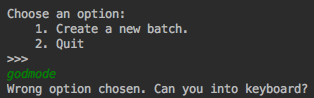 Choose an option:
    1. Create a new batch.
    2. Quit
>>>
godmode
Wrong option chosen. Can you into keyboard?